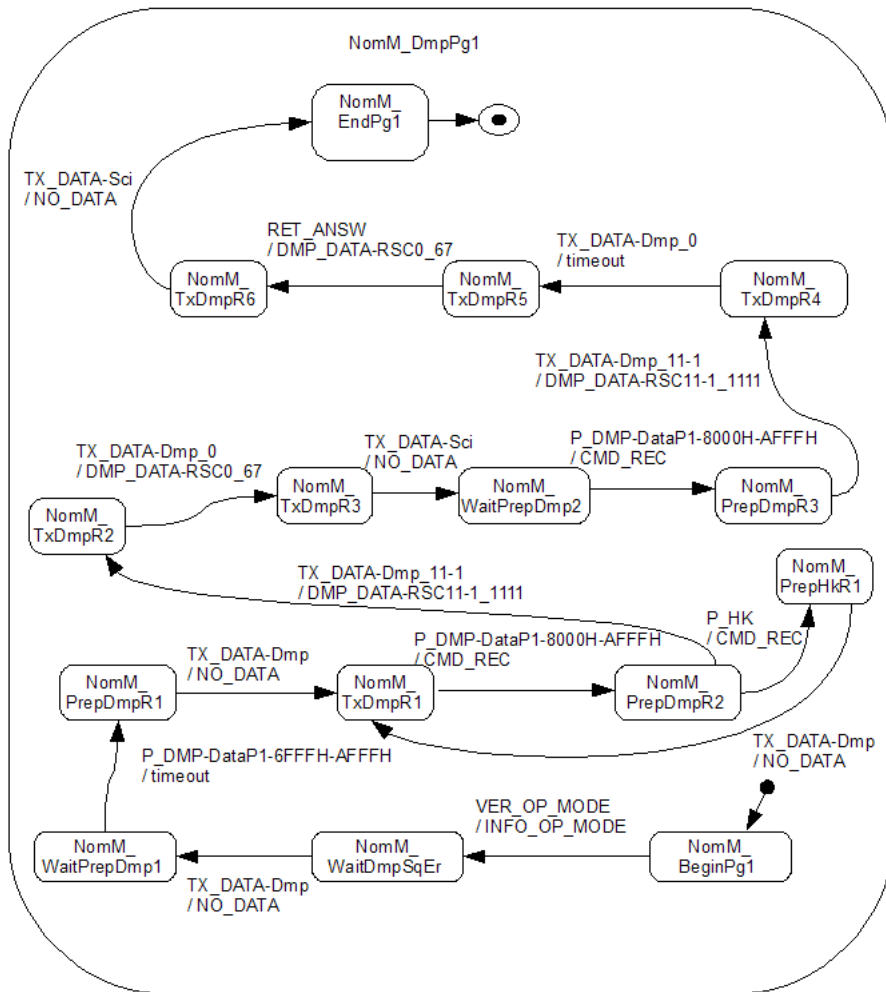 NomM_DmpPg1
NomM_
EndPg1
TX_DATA-Sci
/ NO_DATA
RET_ANSW
/ DMP_DATA-RSC0_67
TX_DATA-Dmp_0
/ timeout
NomM_
TxDmpR6
NomM_
TxDmpR5
NomM_
TxDmpR4
TX_DATA-Dmp_11-1
/ DMP_DATA-RSC11-1_1111
TX_DATA-Dmp_0
/ DMP_DATA-RSC0_67
TX_DATA-Sci
/ NO_DATA
P_DMP-DataP1-8000H-AFFFH
/ CMD_REC
NomM_
TxDmpR2
NomM_
TxDmpR3
NomM_
WaitPrepDmp2
NomM_
PrepDmpR3
TX_DATA-Dmp_11-1
/ DMP_DATA-RSC11-1_1111
NomM_
PrepHkR1
P_HK
/ CMD_REC
TX_DATA-Dmp
/ NO_DATA
P_DMP-DataP1-8000H-AFFFH
/ CMD_REC
NomM_
PrepDmpR1
NomM_
TxDmpR1
NomM_
PrepDmpR2
P_DMP-DataP1-6FFFH-AFFFH
/ timeout
TX_DATA-Dmp
/ NO_DATA
VER_OP_MODE
/ INFO_OP_MODE
NomM_
WaitPrepDmp1
NomM_
WaitDmpSqEr
NomM_
BeginPg1
TX_DATA-Dmp
/ NO_DATA